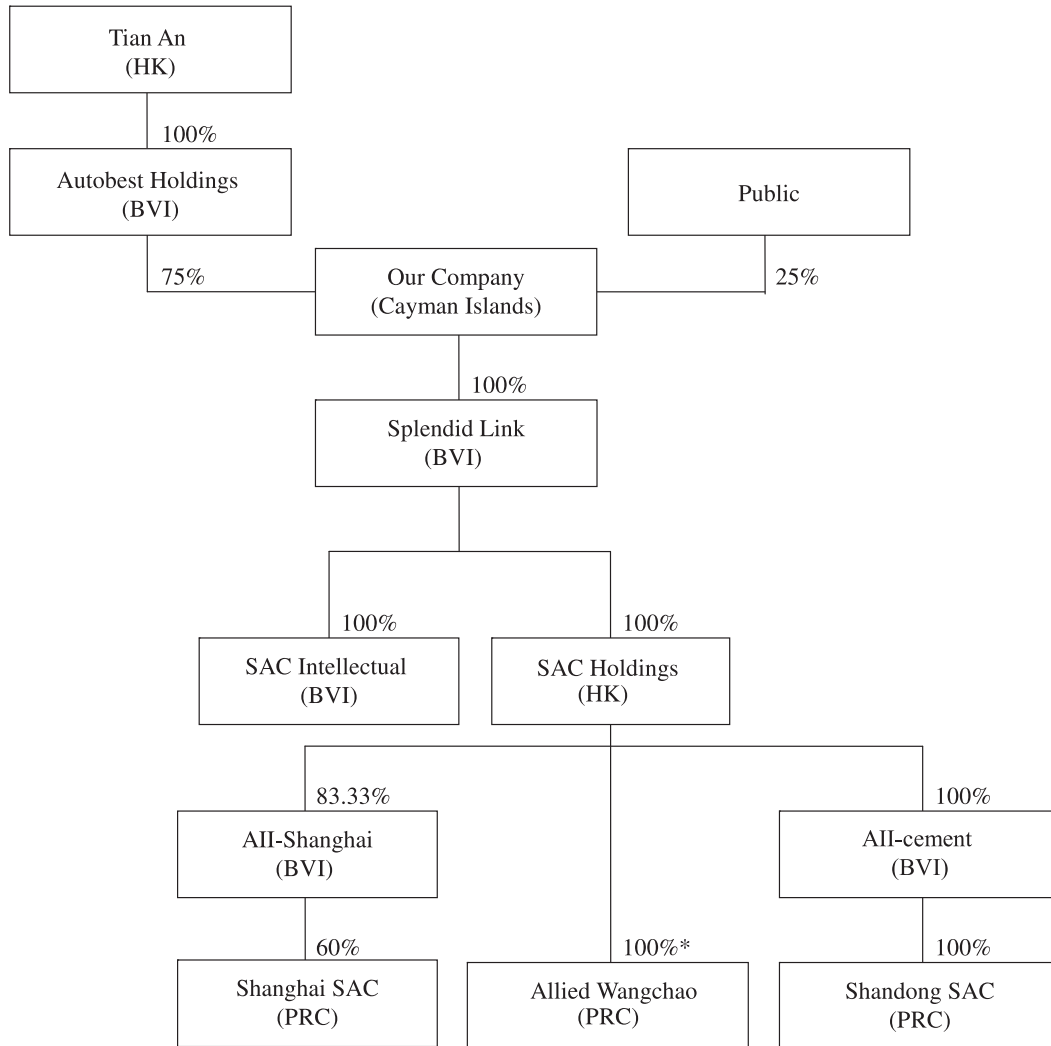 Tian An
(HK)
100%
Autobest Holdings
(BVI)
Public
75%
Our Company
(Cayman Islands)
25%
100%
Splendid Link
(BVI)
100%
100%
SAC Intellectual
(BVI)
SAC Holdings
(HK)
83.33%
100%
AII-Shanghai
(BVI)
AII-cement
(BVI)
60%
100%*
100%
Shanghai SAC
(PRC)
Allied Wangchao
(PRC)
Shandong SAC
(PRC)